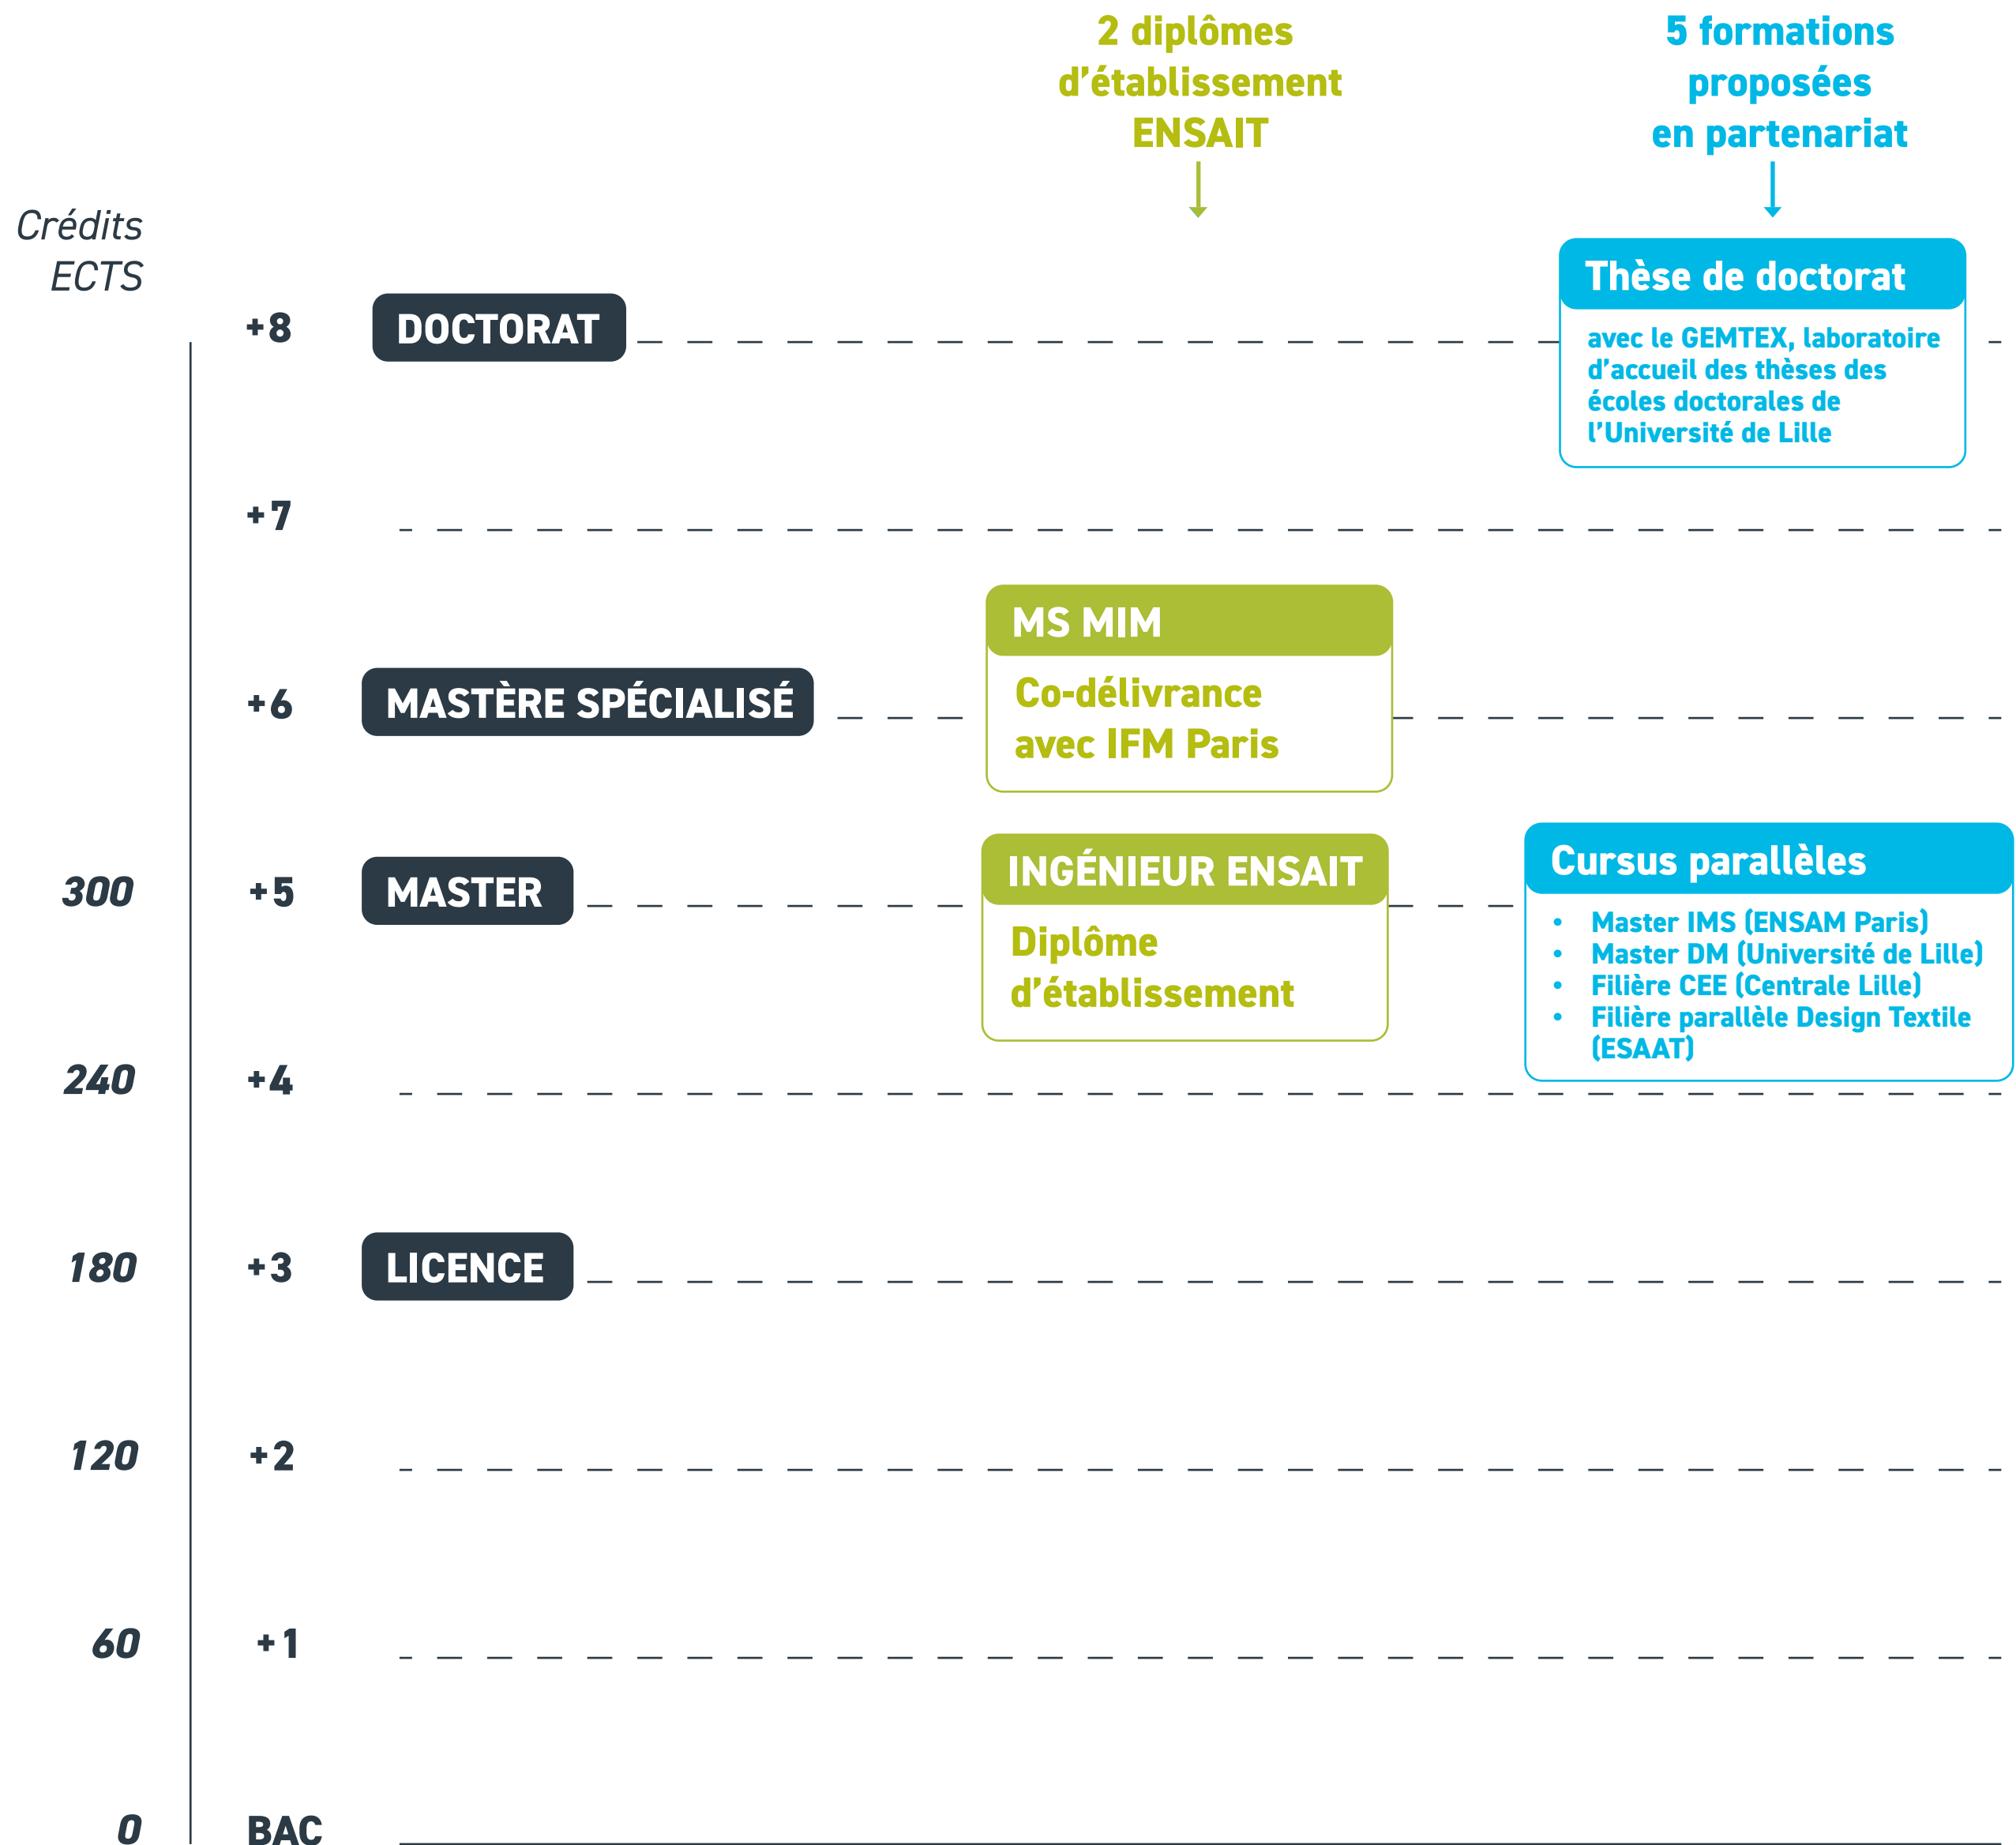 2 diplômes
d'établissement
ENSAIT
5 formations
proposées
en partenariat
Crédits
ECTS
+8
DOCTORAT
Thèse de doctorat
avec le GEMTEX, laboratoire
d'accueil des thèses des
écoles doctorales de
l'Université de Lille
+7
+6
MASTÈRE SPÉCIALISÉ
MS MIM
Co-délivrance
avec IFM Paris
300
+5
MASTER
INGÉNIEUR ENSAIT
Diplôme
d'établissement
Cursus parallèles
• Master IMS (ENSAM Paris)
• Master DM (Université de Lille)
• Filière CEE (Centrale Lille)
• Filière parallèle Design Textile
(ESAAT)
240
+4
180
+3
LICENCE
120
+2
60
+1
0
BAC